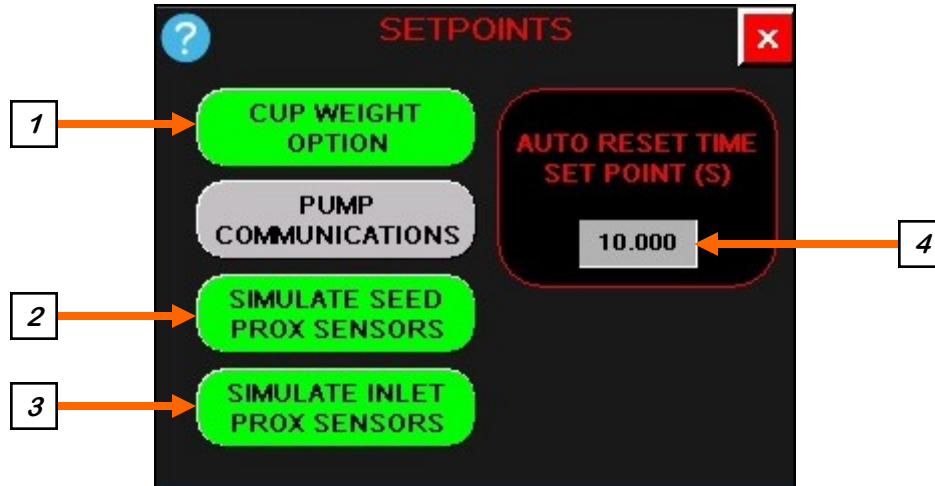 ?
SETPOINTS
X
1
CUP WEIGHT
OPTION
PUMP
COMMUNICATIONS
2
SIMULATE SEED
PROX SENSORS
3
SIMULATE INLET
PROX SENSORS
AUTO RESET TIME
SET POINT (S)
10.000
4